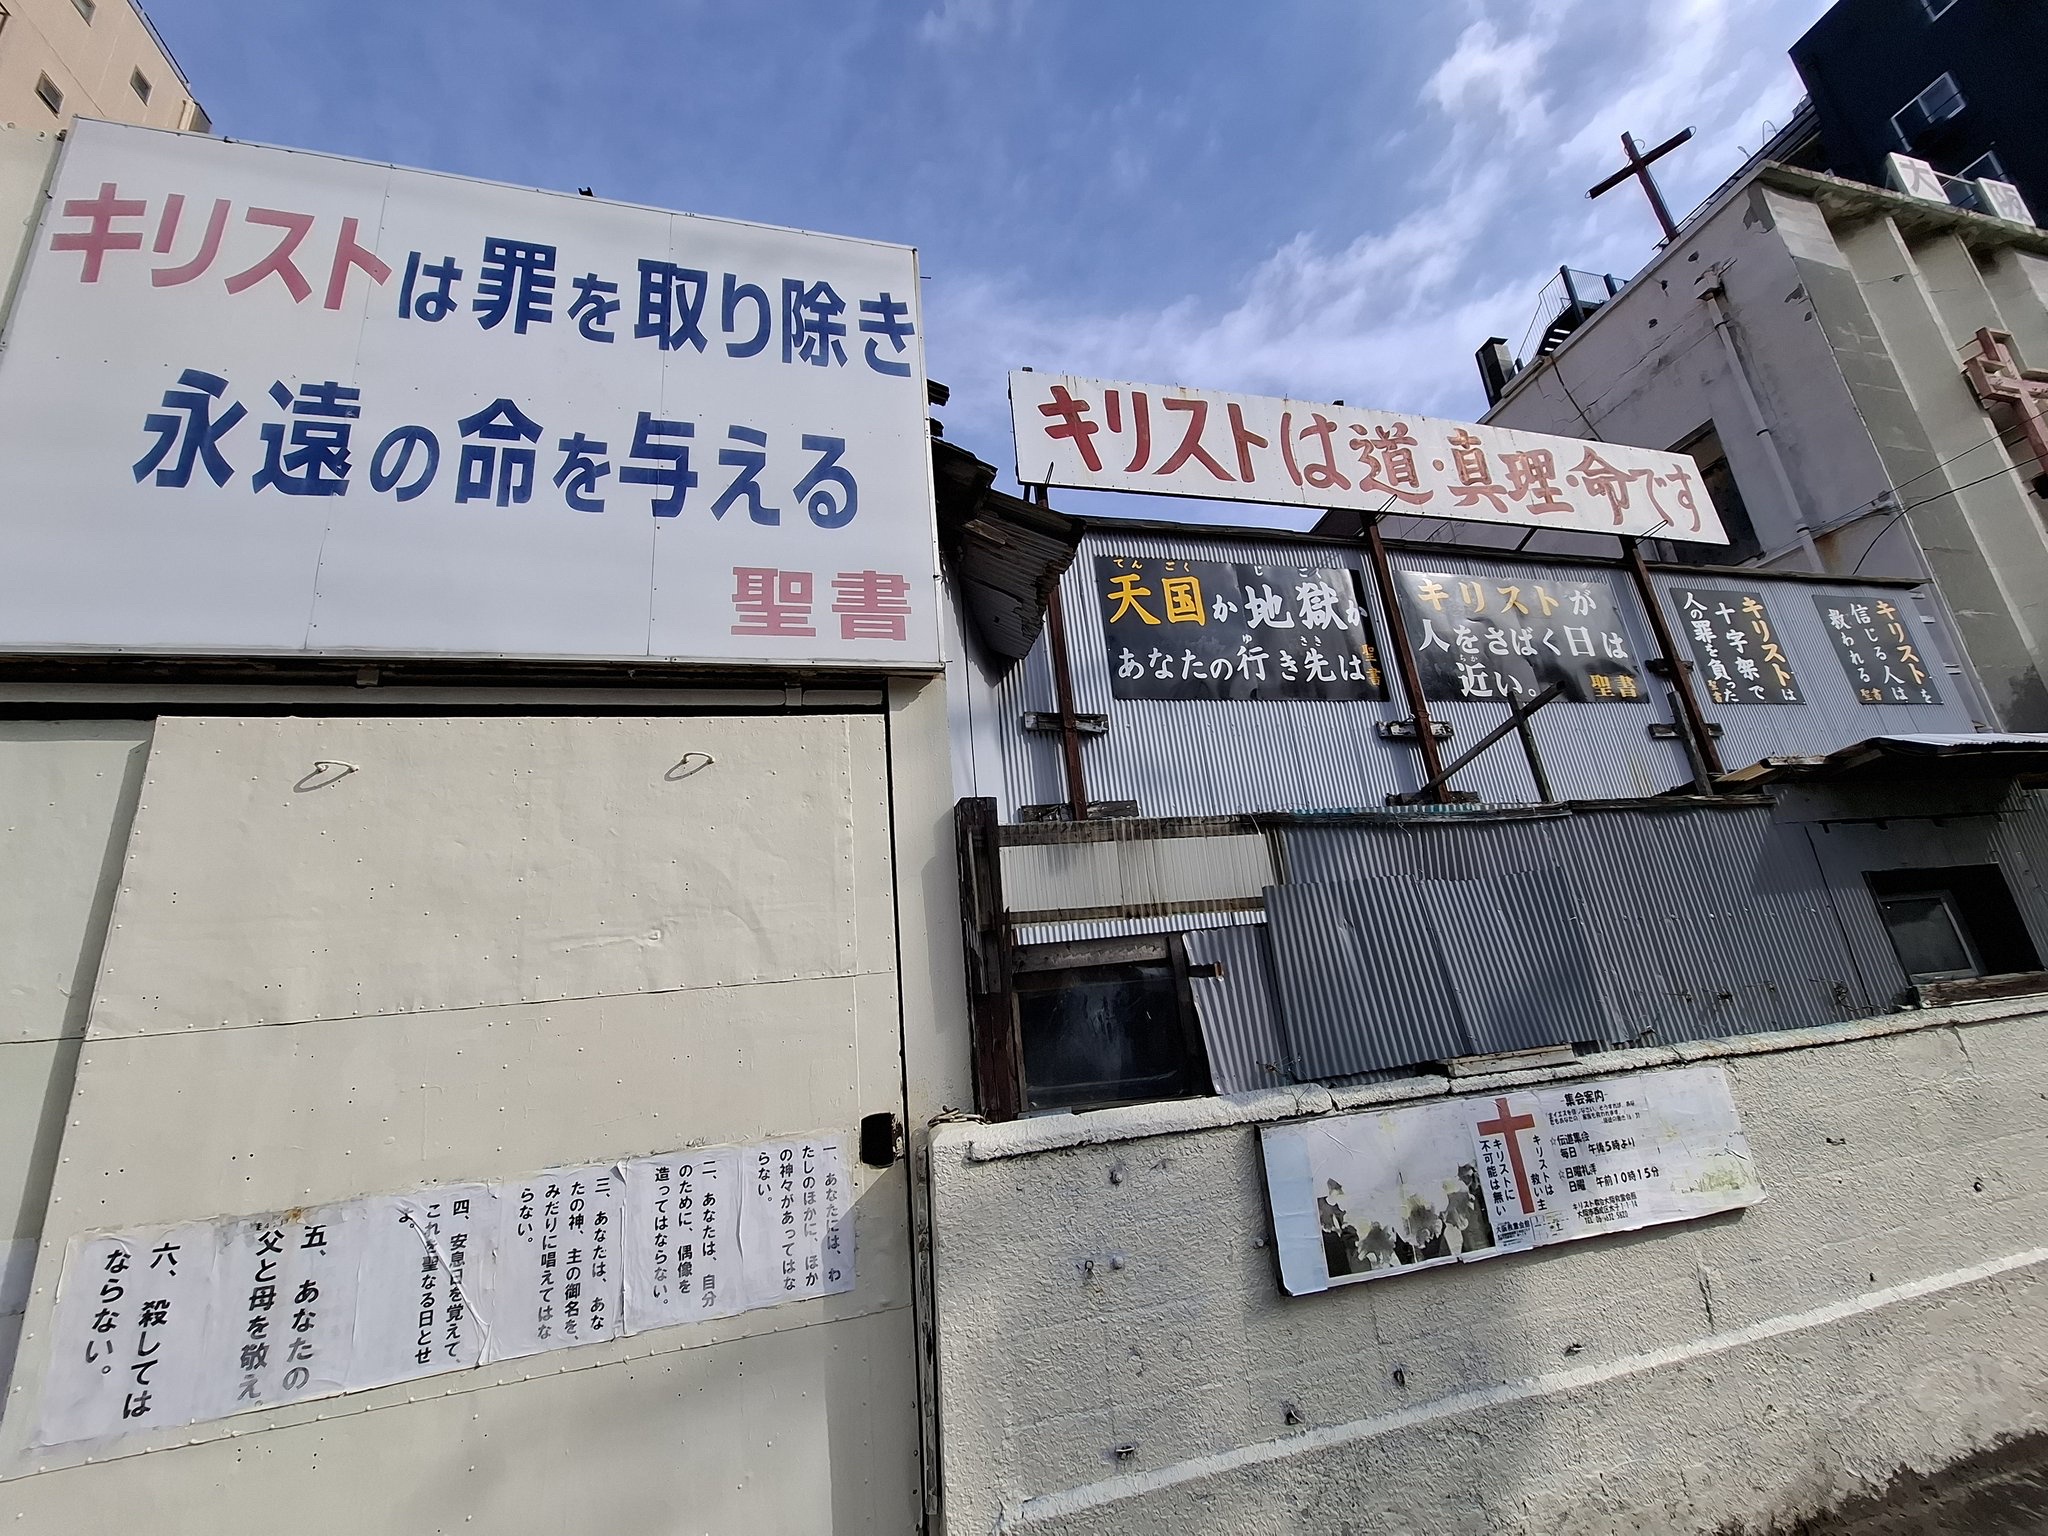 キリストは罪を取り除き
永遠の命を与える
聖書
キリストは道・真理・命です
大阪
てんごく じごく
天国か地獄か
ゆ さき
あなたの行き先は
聖書
キリストが
人をさばく日は
ちか
近い。
聖書
キリストは
十字架で
人の罪を負った
聖書
キリストを
信じる人は
救われる
聖書
一、あなたには、わ
たしのほかに、ほか
の神々があってはな
らない。
二、あなたは、自分
のために、偶像を
造ってはならない。
三、あなたは、あな
たの神、主の御名を、
みだりに唱えてはな
らない。
四、安息日を覚えて、
これを聖なる日とせ
よ。
五、あなたの
父と母を敬え。
六、殺しては
ならない。
集会案内
☆伝道集会
毎日 午後5時より
☆日曜礼拝
日曜 午前10時15分
キリストは
救い主
キリストに
不可能は無い
大阪救霊会館